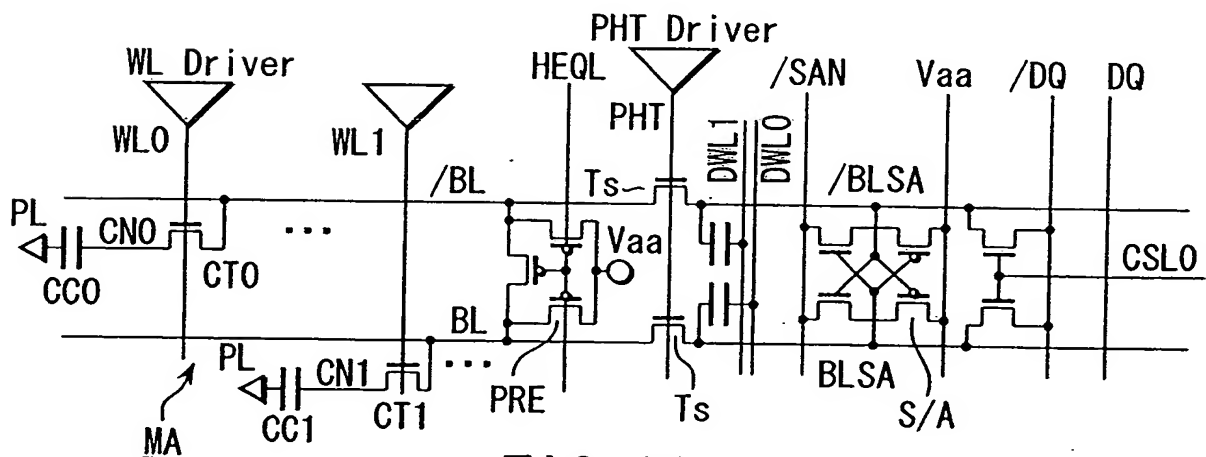 PHT Driver
WL Driver
HEQL
/SAN
Vaa
/DQ
DQ
WL0
WL1
PHT
DWL1
DWL0
/BL
Ts
/BLSA
PL
CN0
...
Vaa
CSL0
CC0
CT0
BL
...
PL
CN1
PRE
Ts
BLSA
S/A
MA
CC1
CT1